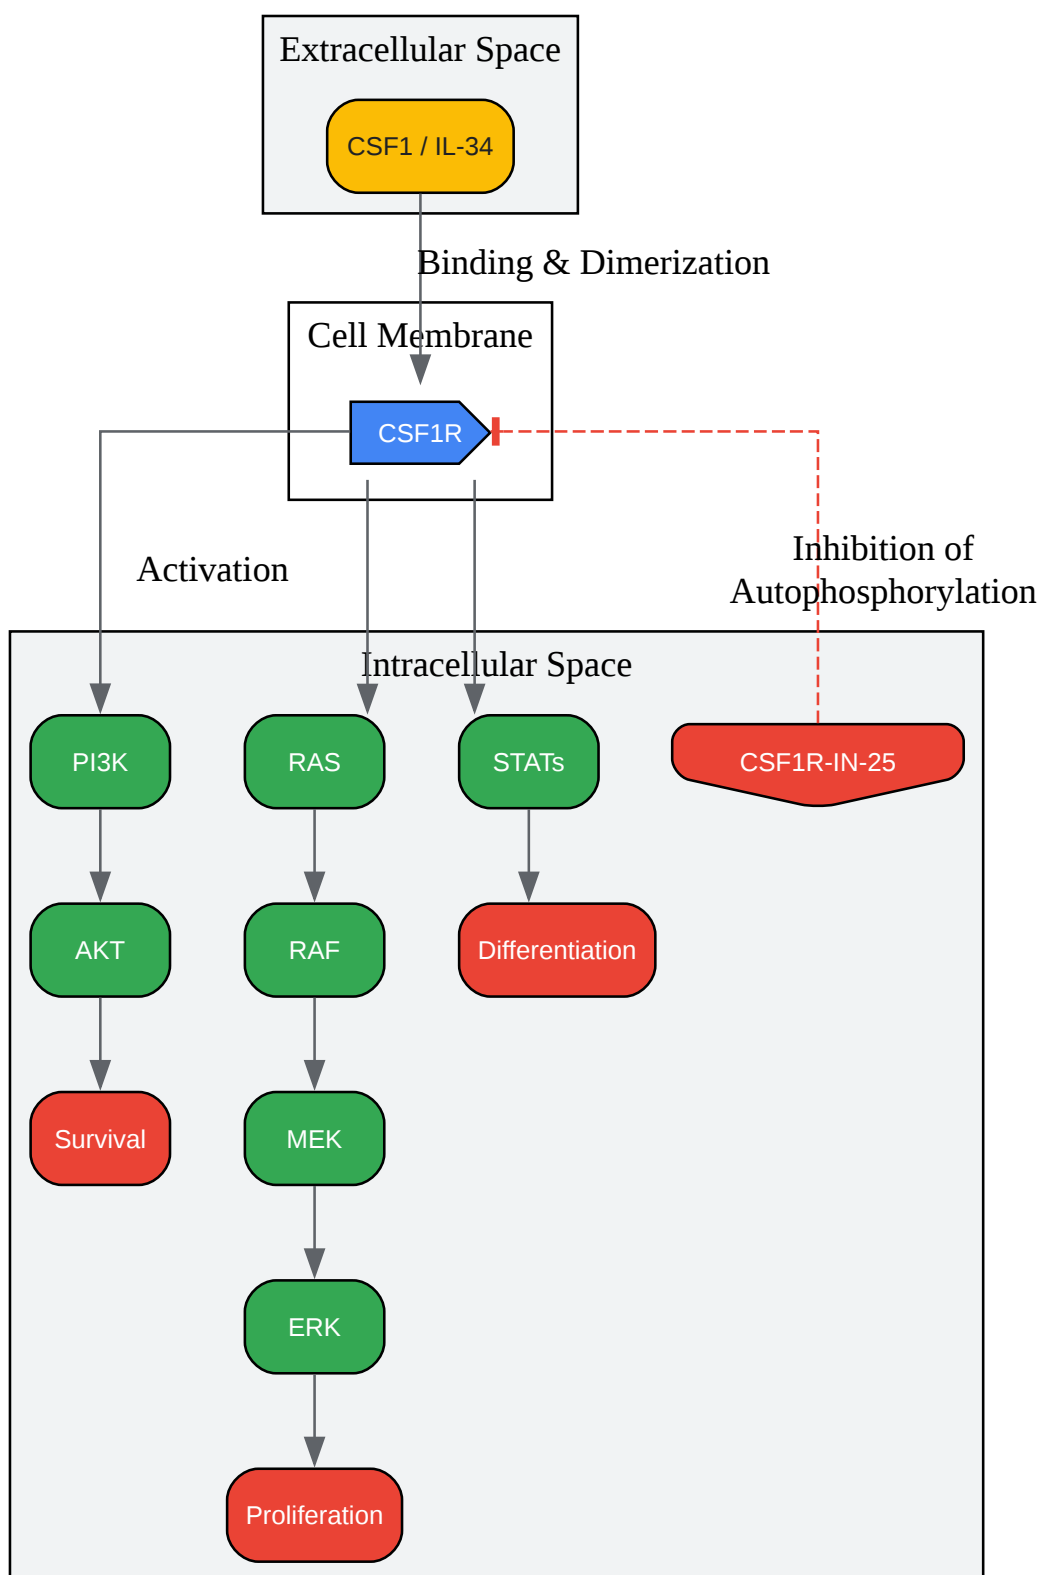 Extracellular Space
CSF1 / IL-34
Binding & Dimerization
Cell Membrane
CSF1R
Activation
Inhibition of
Autophosphorylation
Intracellular Space
PI3K
RAS
STATs
CSF1R-IN-25
AKT
RAF
Differentiation
Survival
MEK
ERK
Proliferation